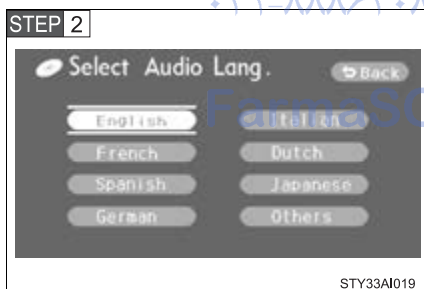 STEP 2
Select Audio Lang.
Back
English
Italian
French
Dutch
Spanish
Japanese
German
Others
STY33AI019